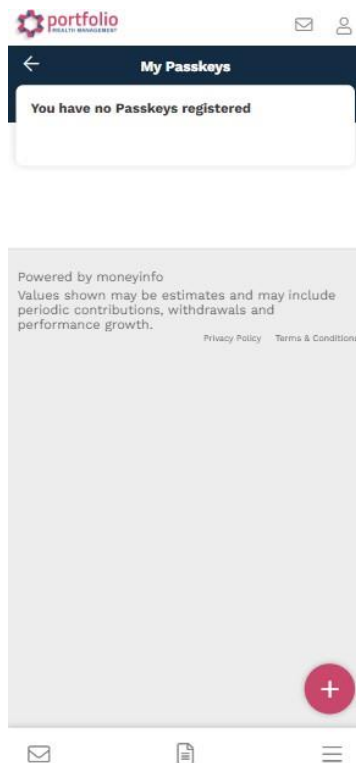 portfolio
WEALTH MANAGEMENT
My Passkeys
You have no Passkeys registered
Powered by moneyinfo
Values shown may be estimates and may include
periodic contributions, withdrawals and
performance growth.
Privacy Policy Terms & Conditions